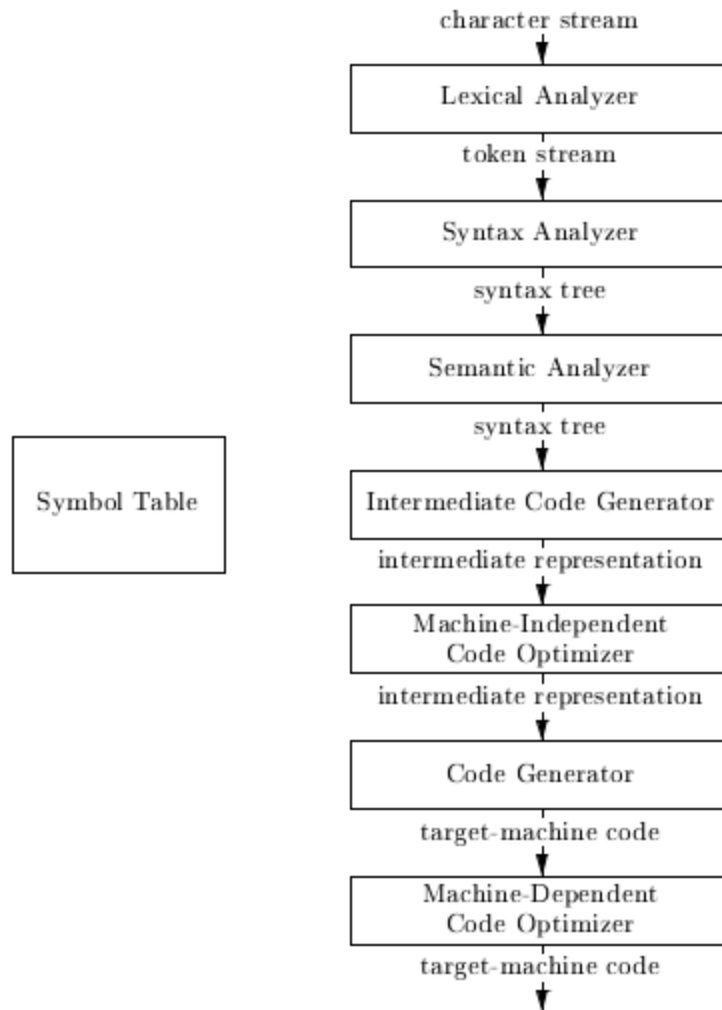 character stream
Lexical Analyzer
token stream
Syntax Analyzer
syntax tree
Semantic Analyzer
syntax tree
Symbol Table
Intermediate Code Generator
intermediate representation
Machine-Independent
Code Optimizer
intermediate representation
Code Generator
target-machine code
Machine-Dependent
Code Optimizer
target-machine code